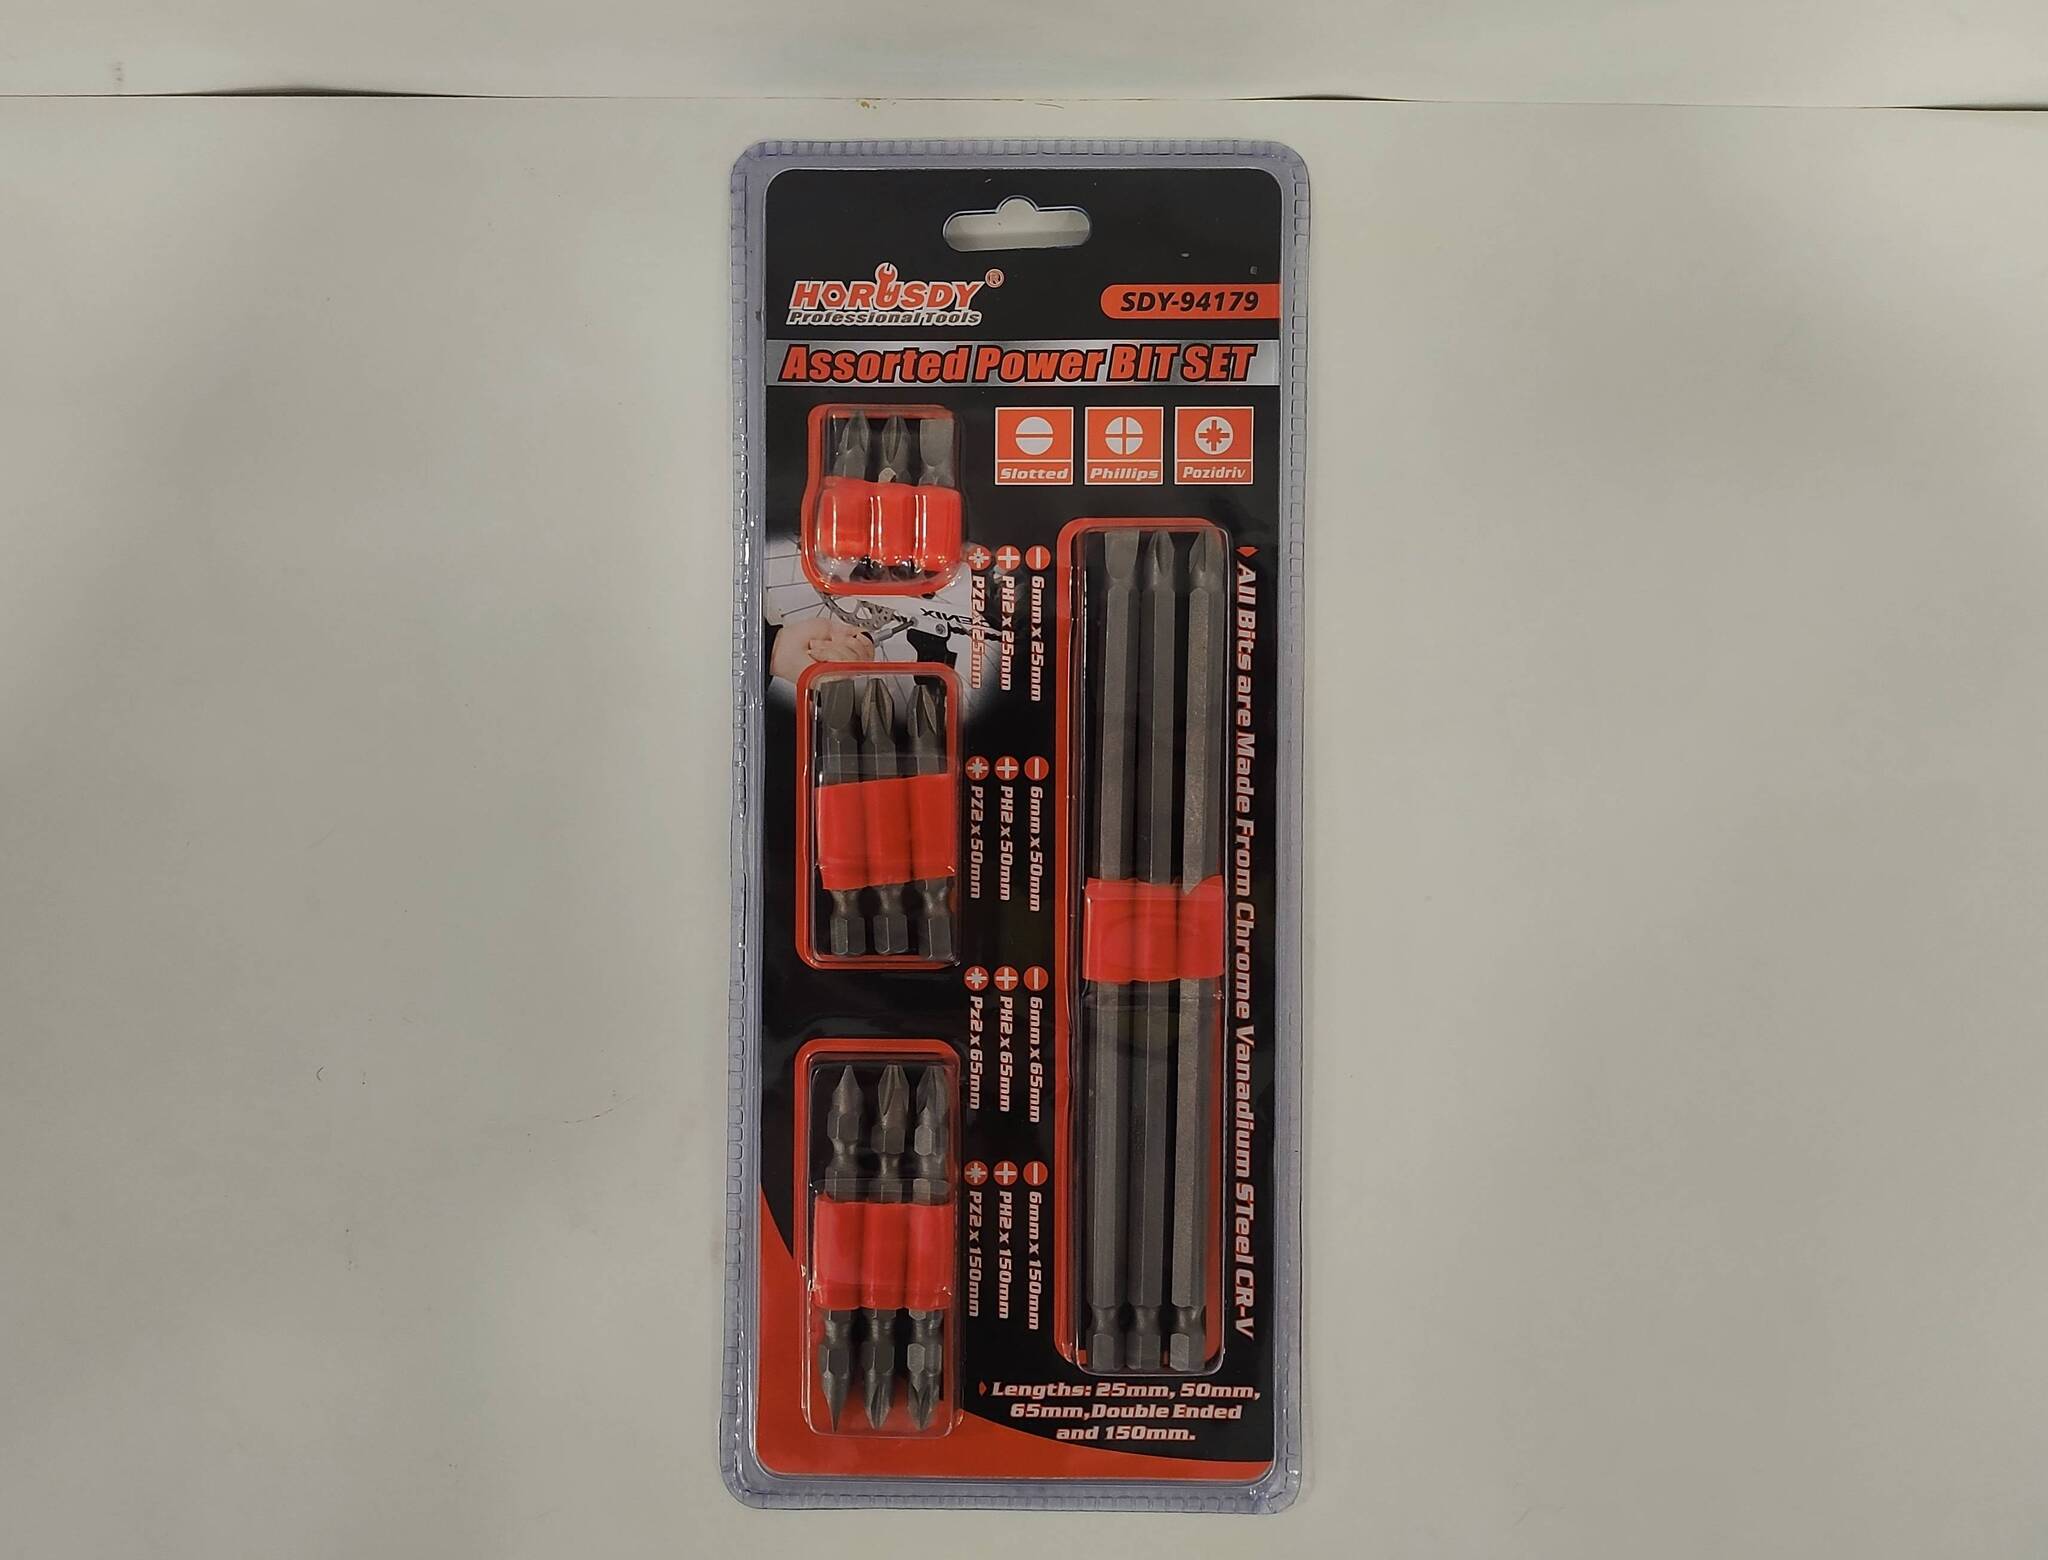 HORUSDY®
Professional Tools
SDY-94179
Assorted Power BIT SET
Slotted
Phillips
Pozidriv
6mm x 25mm
PH2 x 25mm
PZ2 x 25mm
6mm x 50mm
PH2 x 50mm
PZ2 x 50mm
6mm x 65mm
PH2 x 65mm
Pz2 x 65mm
6mm x 150mm
PH2 x 150mm
PZ2 x 150mm
All Bits are Made From Chrome Vanadium STeel CR-V
Lengths: 25mm, 50mm,
65mm,Double Ended
and 150mm.